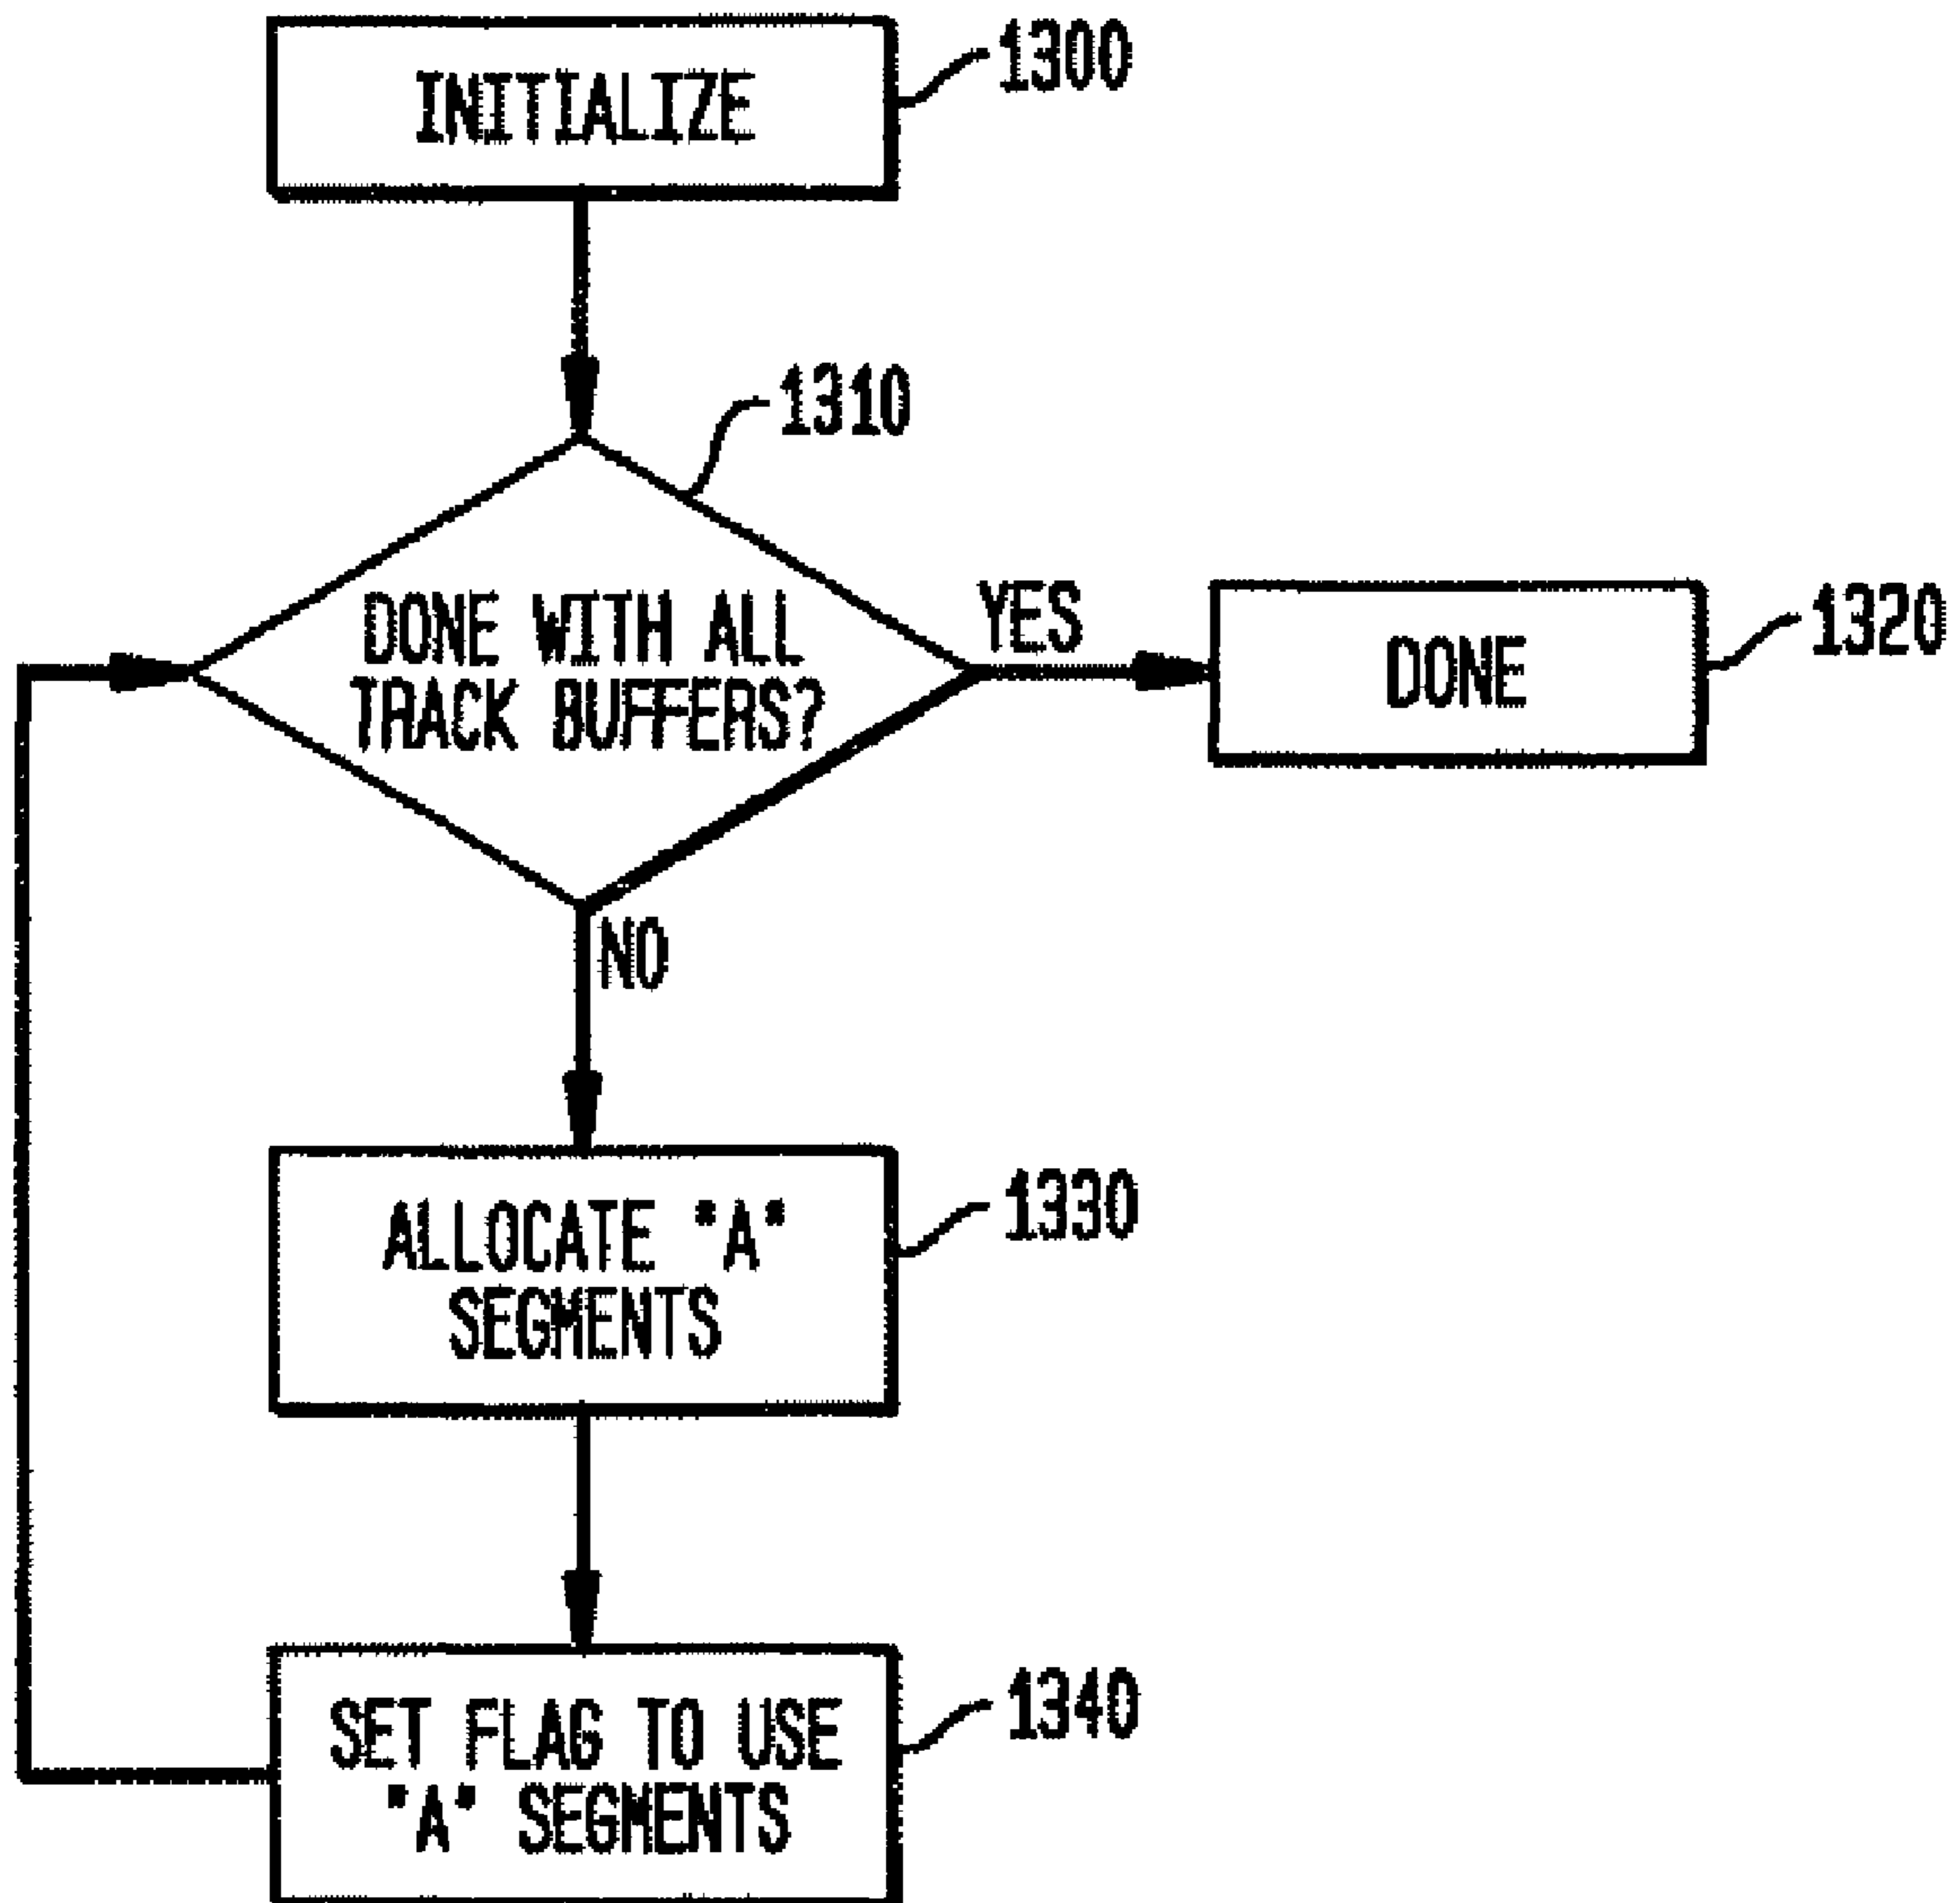 INITIALIZE
1300
1310
DONE WITH ALL
TRACK BUFFERS?
YES
DONE
1320
NO
ALLOCATE "A"
SEGMENTS
1330
SET FLAG TO USE
"A" SEGMENTS
1340